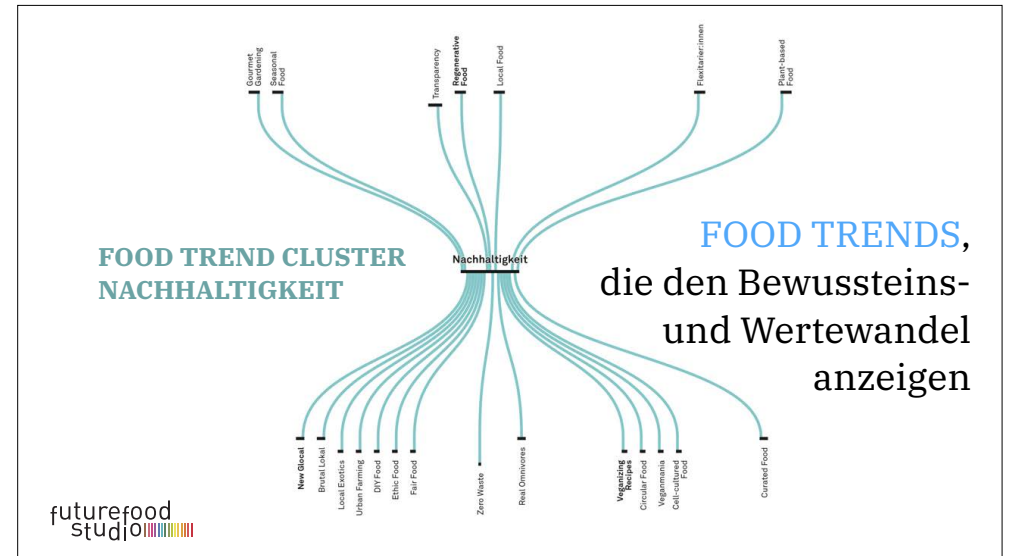 Gourmet
Gardening
Seasonal
Food
Transparency
Regenerative
Food
Local Food
Flexitarier:innen
Plant-based
Food
FOOD TREND CLUSTER
NACHHALTIGKEIT
Nachhaltigkeit
FOOD TRENDS,
die den Bewussteins-
und Wertewandel
anzeigen
New Glocal
Brutal Lokal
Local Exotics
Urban Farming
DIY Food
Ethic Food
Fair Food
Zero Waste
Real Omnivores
Veganizing
Recipes
Circular Food
Veganmania
Cell-cultured
Food
Curated Food
futurefood
studio